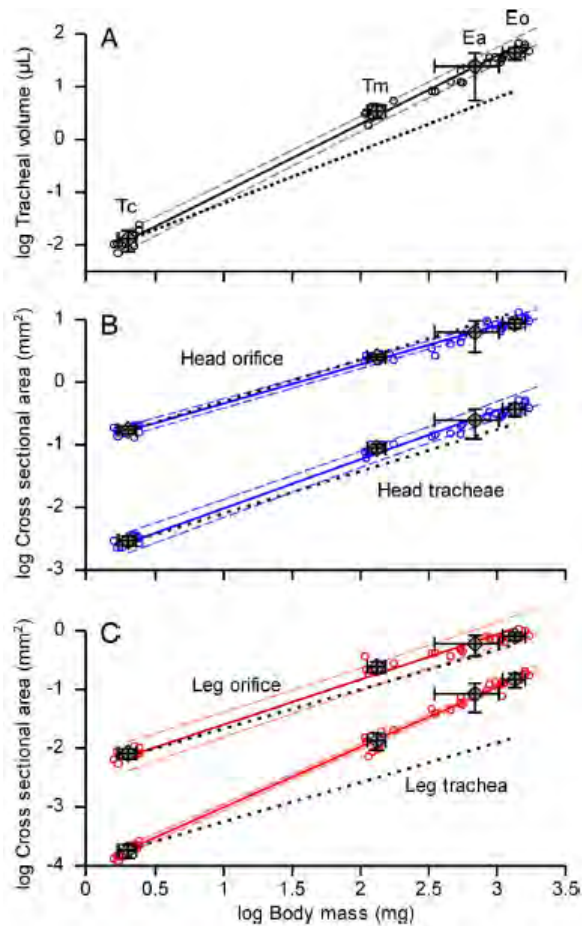 A
Eo
Ea
Tm
Tc
log Tracheal volume (µL)
2
1
0
-1
-2
B
Head orifice
Head tracheae
log Cross sectional area (mm²)
1
0
-1
-2
-3
C
Leg orifice
Leg trachea
log Cross sectional area (mm²)
0
-1
-2
-3
-4
0 0.5 1 1.5 2 2.5 3 3.5
log Body mass (mg)